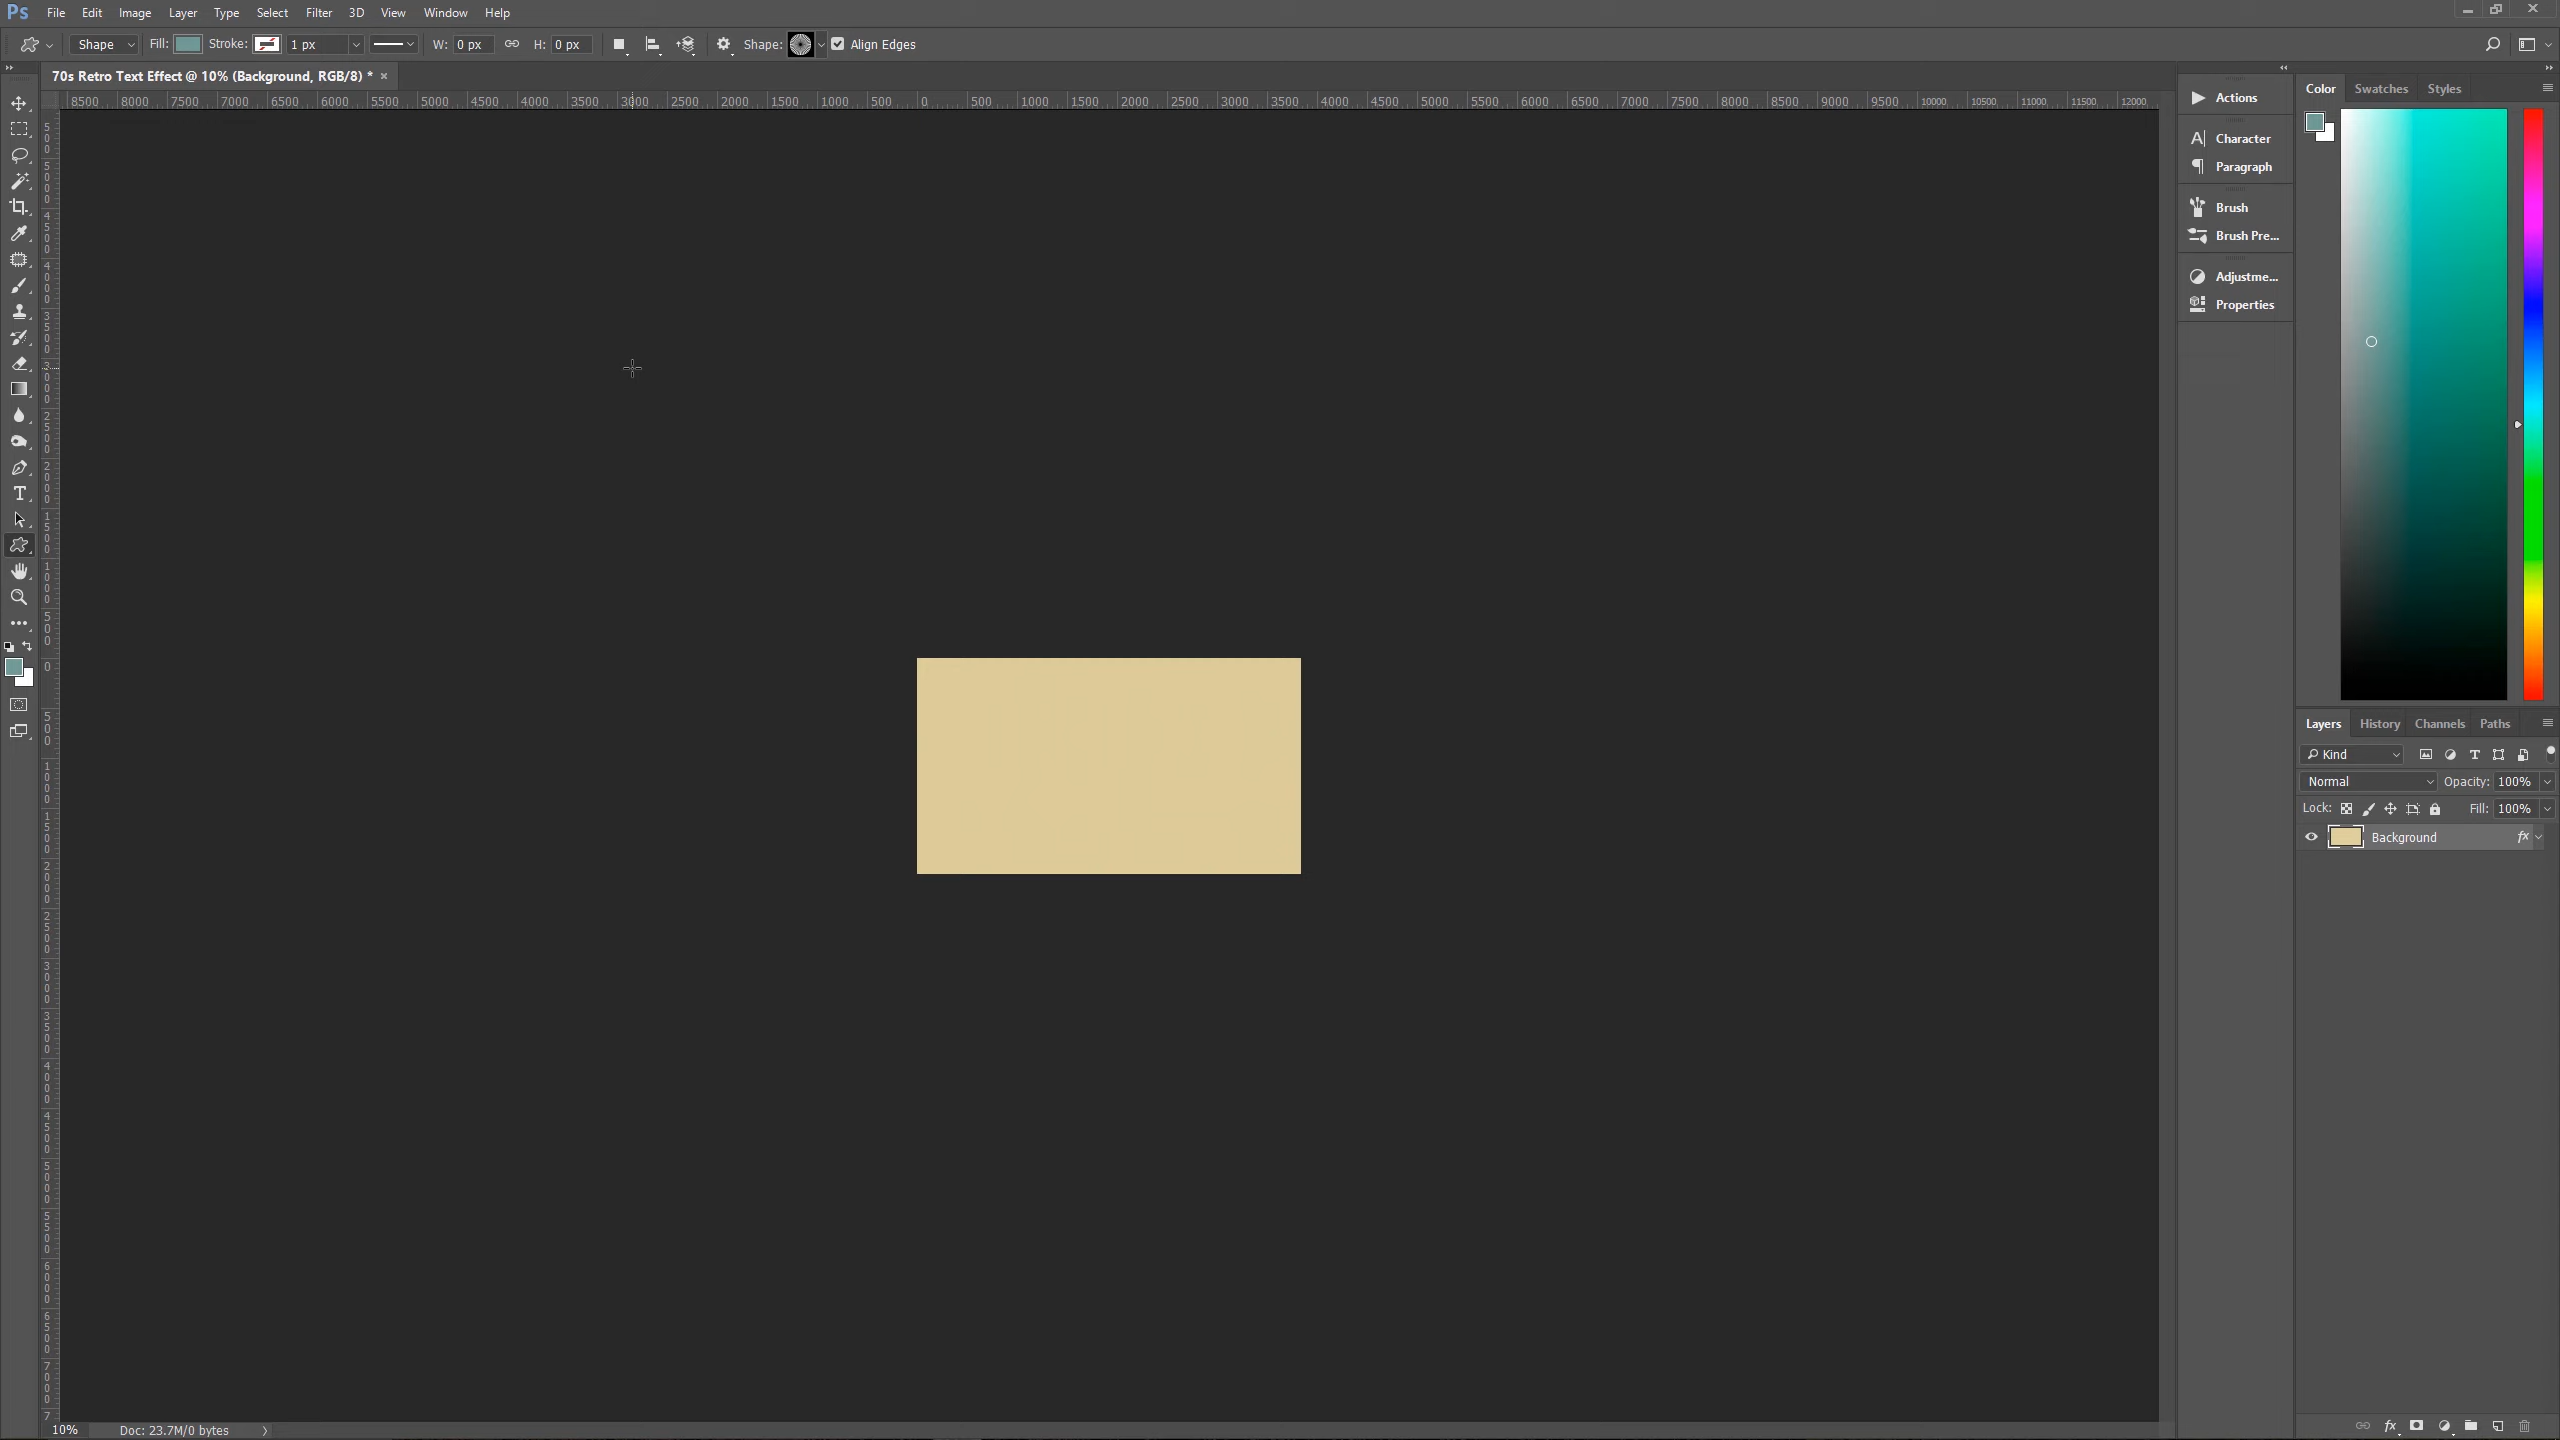 Ps File Edit Image Layer Type Select Filter 3D View Window Help
Shape Fill: Stroke: 1 px W: 0 px H: 0 px Shape: Align Edges
70s Retro Text Effect @ 10% (Background, RGB/8) * ×
8500 8000 7500 7000 6500 6000 5500 5000 4500 4000 3500 3000 2500 2000 1500 1000 500 0 500 1000 1500 2000 2500 3000 3500 4000 4500 5000 5500 6000 6500 7000 7500 8000 8500 9000 9500 10000 10500 11000 11500 12000
Actions
Character
Paragraph
Brush
Brush Pre...
Adjustme...
Properties
Color Swatches Styles
Layers History Channels Paths
Kind
Normal Opacity: 100%
Lock: Fill: 100%
Background fx
10% Doc: 23.7M/0 bytes
fx